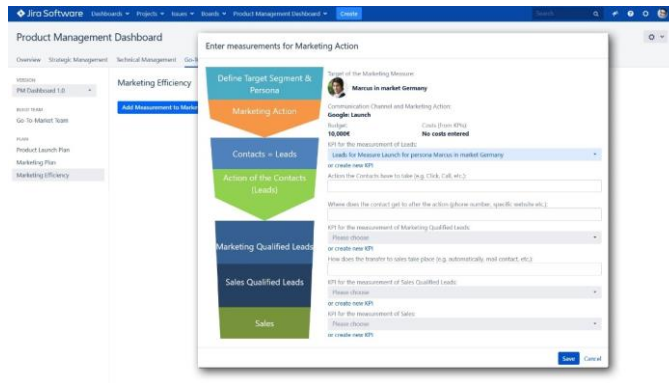 Jira Software
Dashboards Projects Issues Boards Product Management Dashboard Create
Search
Product Management Dashboard
Overview Strategic Management Technical Management
VERSION
PM Dashboard 1.0
BUILD TEAM
Go-To-Market Team
PLAN
Product Launch Plan
Marketing Plan
Marketing Efficiency
Marketing Efficiency
Add Measurement to
Enter measurements for Marketing Action
Define Target Segment &
Persona
Marketing Action
Contacts = Leads
Action of the Contacts
(Leads)
Marketing Qualified Leads
Sales Qualified Leads
Sales
Target of the Marketing Measure:
Marcus in market Germany
Communication Channel and Marketing Action:
Google: Launch
Budget: Costs (from KPIs):
10,000€ No costs entered
KPI for the measurement of Leads:
Leads for Measure Launch for persona Marcus in market Germany
or create new KPI
Action the Contacts have to take (e.g. Click, Call, etc.):
Where does the contact get to after the action (phone number, specific website etc.):
KPI for the measurement of Marketing Qualified Leads:
Please choose
or create new KPI
How does the transfer to sales take place (e.g. automatically, mail contact, etc.):
KPI for the measurement of Sales Qualified Leads:
Please choose
or create new KPI
KPI for the measurement of Sales:
Please choose
or create new KPI
Save Cancel